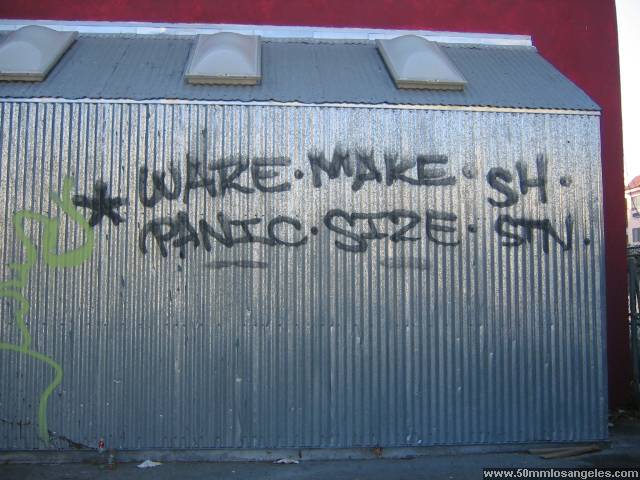 *WARE·MAKE·SH.
PANIC·SIZE·STN.
www.50mmlosangeles.com